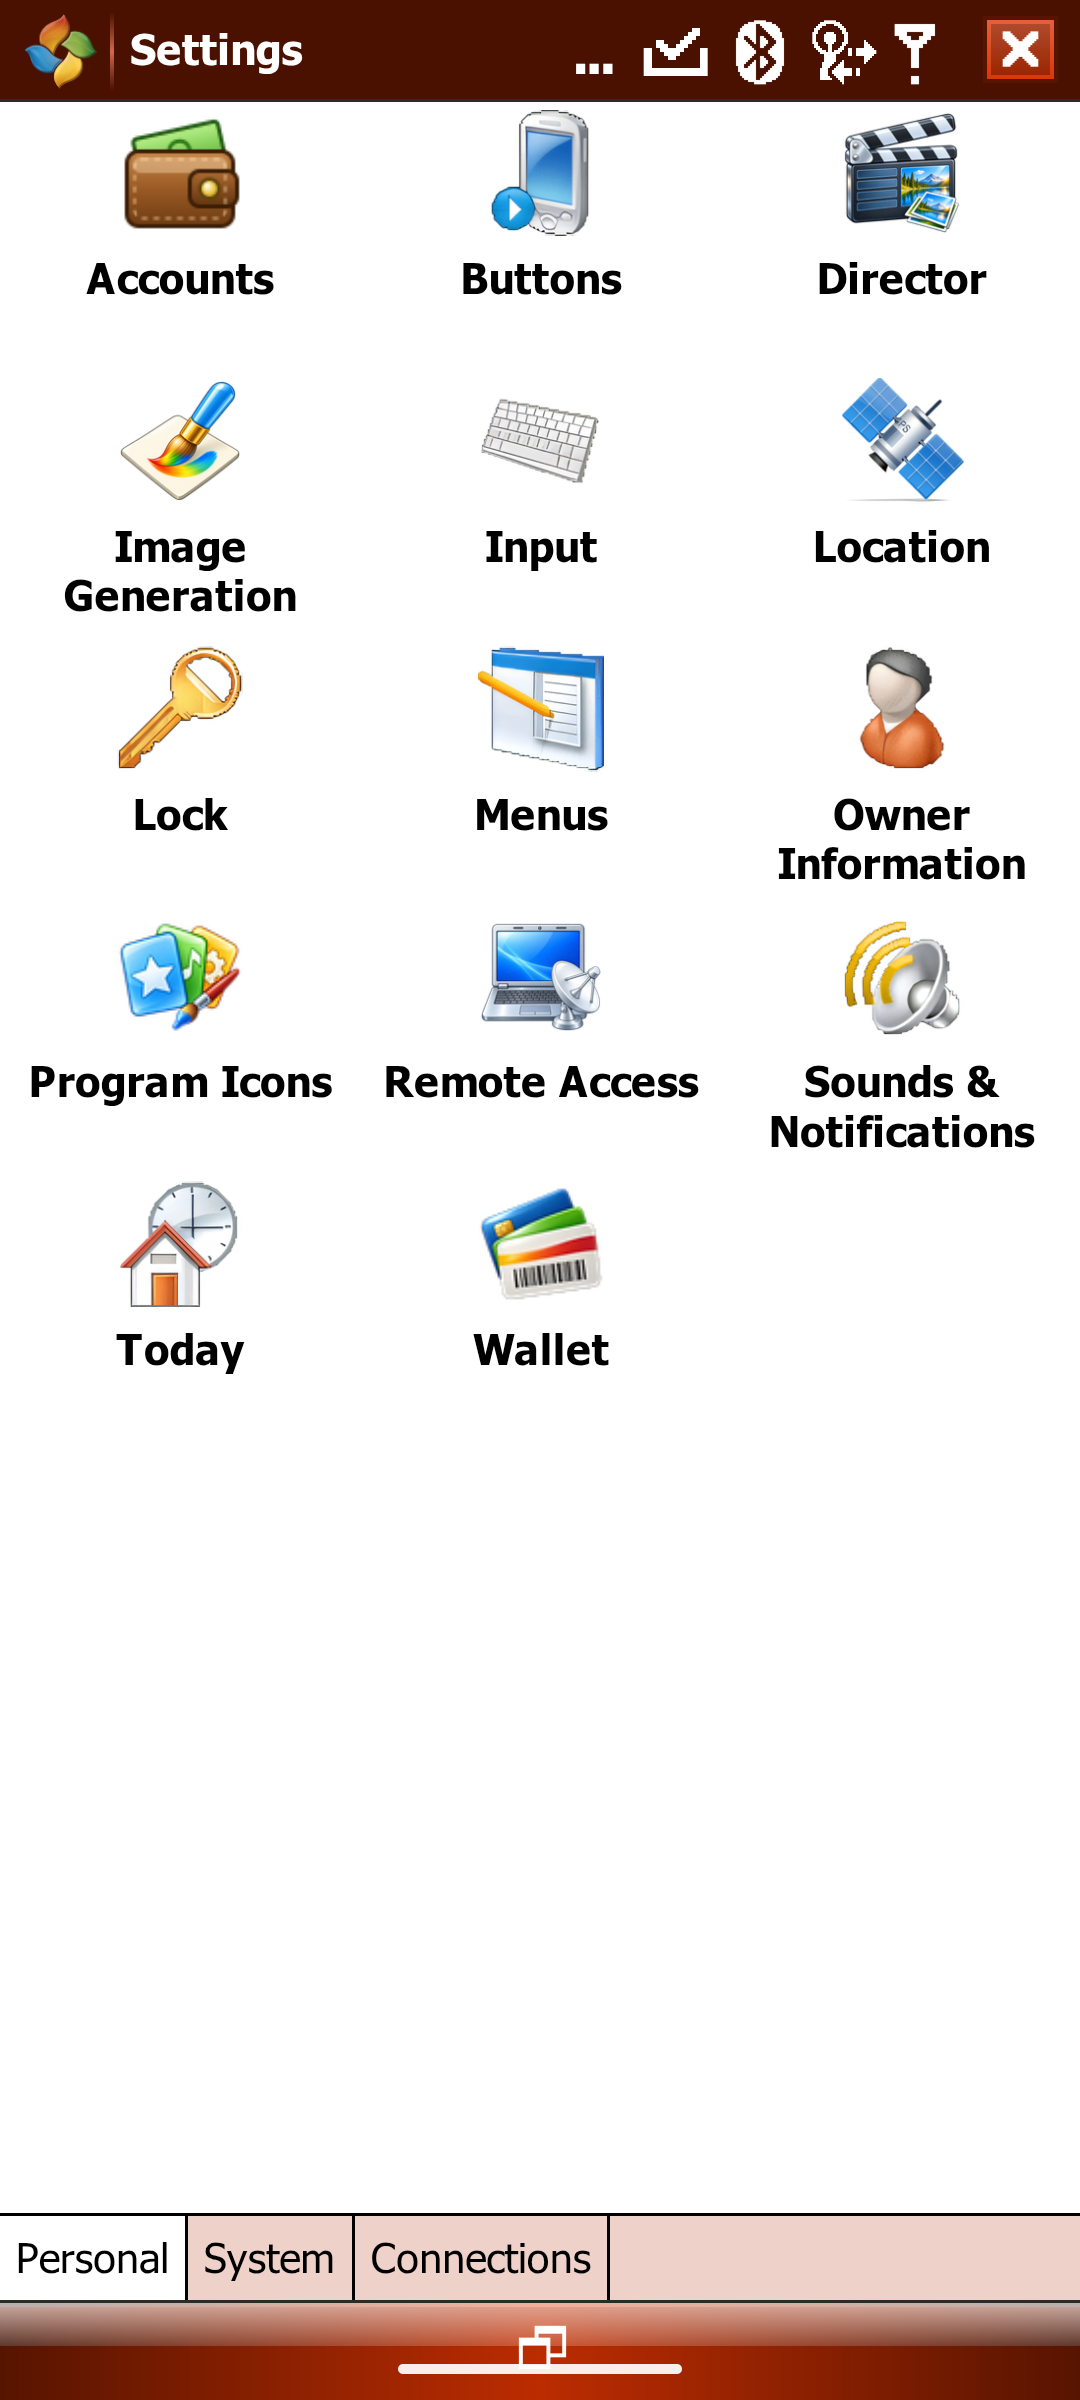 Settings
...
Accounts
Buttons
Director
Image
Generation
Input
GPS
Location
Lock
Menus
Owner
Information
Program Icons
Remote Access
Sounds &
Notifications
Today
Wallet
Personal
System
Connections